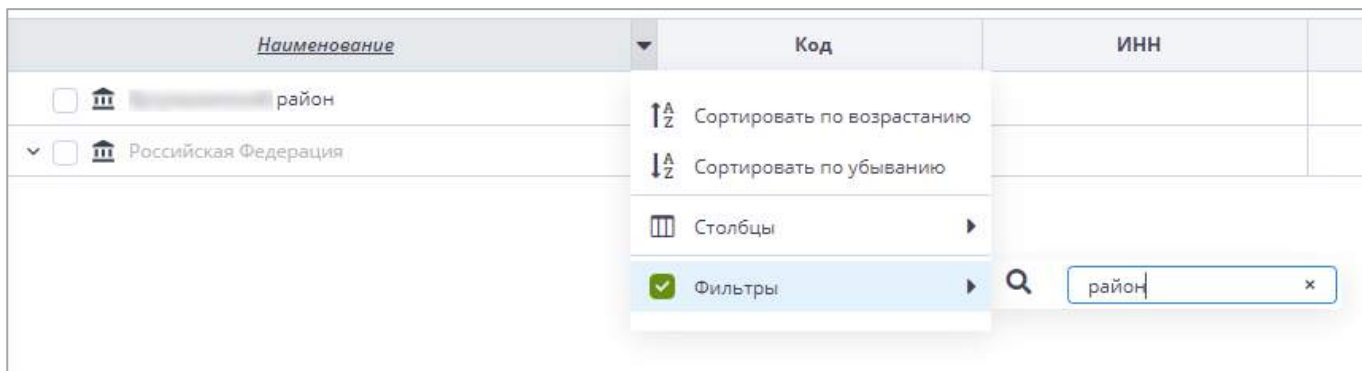 Наименование
Код
ИНН
район
Российская Федерация
Сортировать по возрастанию
Сортировать по убыванию
Столбцы
Фильтры
район